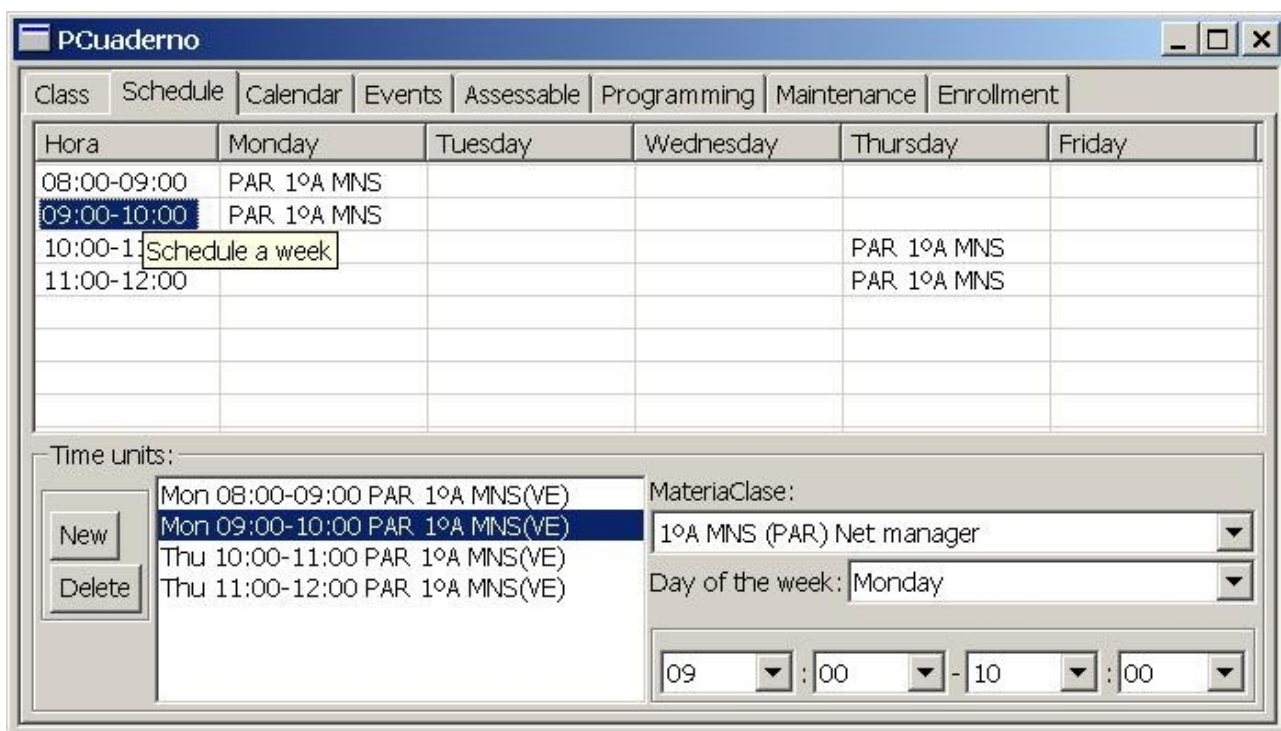 PCuaderno
Class Schedule Calendar Events Assessable Programming Maintenance Enrollment
Hora Monday Tuesday Wednesday Thursday Friday
08:00-09:00 PAR 1ºA MNS
09:00-10:00 PAR 1ºA MNS
10:00-11 PAR 1ºA MNS
Schedule a week
11:00-12:00 PAR 1ºA MNS
Time units:
New
Delete
Mon 08:00-09:00 PAR 1ºA MNS(VE)
Mon 09:00-10:00 PAR 1ºA MNS(VE)
Thu 10:00-11:00 PAR 1ºA MNS(VE)
Thu 11:00-12:00 PAR 1ºA MNS(VE)
MateriaClase:
1ºA MNS (PAR) Net manager
Day of the week: Monday
09 : 00 - 10 : 00